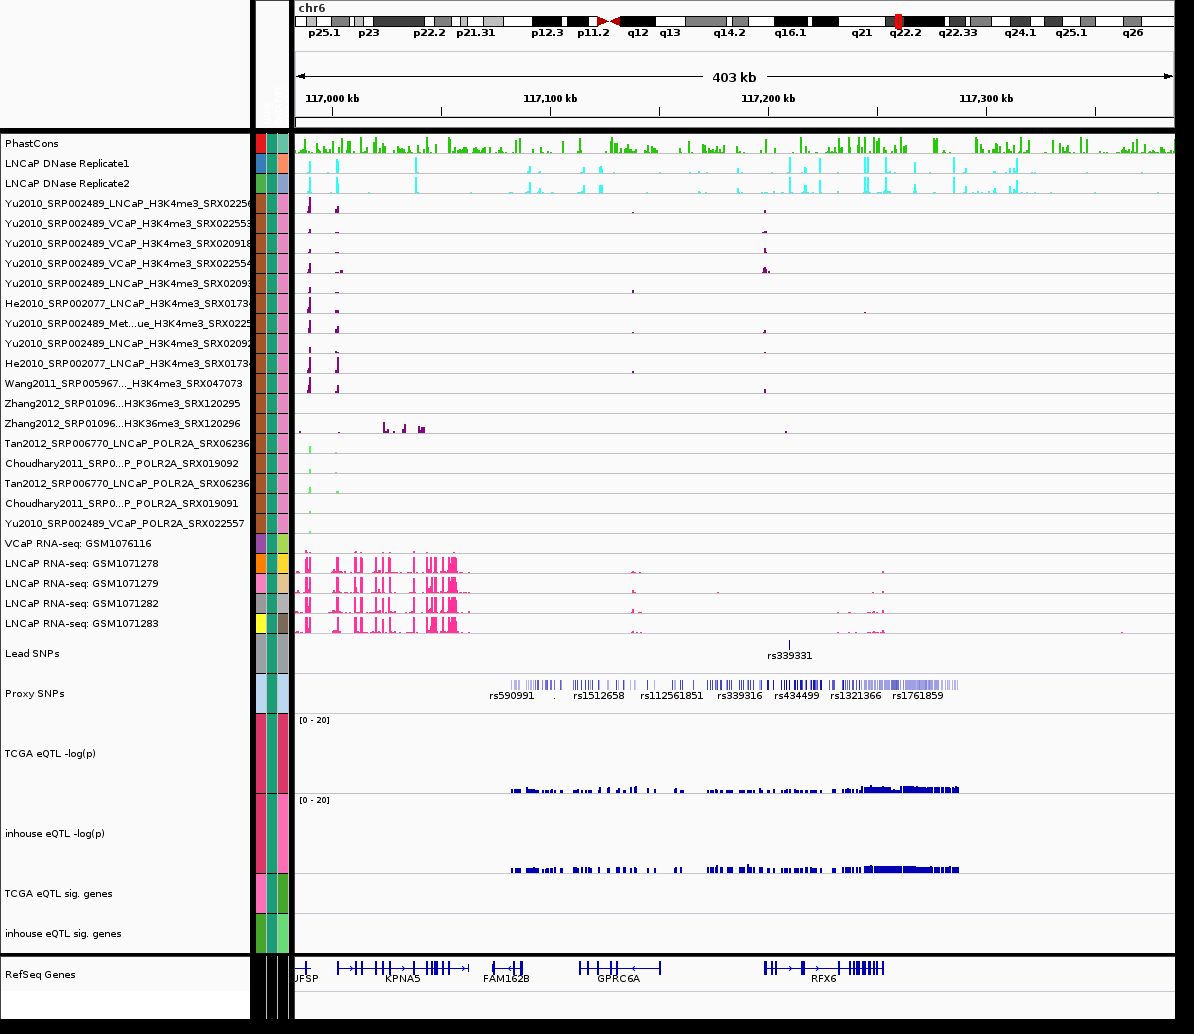 chr6
p25.1 p23 p22.2 p21.31 p12.3 p11.2 q12 q13 q14.2 q16.1 q21 q22.2 q22.33 q24.1 q25.1 q26
403 kb
117,000 kb 117,100 kb 117,200 kb 117,300 kb
PhastCons
LNCaP DNase Replicate1
LNCaP DNase Replicate2
Yu2010_SRP002489_LNCaP_H3K4me3_SRX02256
Yu2010_SRP002489_VCaP_H3K4me3_SRX022553
Yu2010_SRP002489_VCaP_H3K4me3_SRX020918
Yu2010_SRP002489_VCaP_H3K4me3_SRX022554
Yu2010_SRP002489_LNCaP_H3K4me3_SRX0209
He2010_SRP002077_LNCaP_H3K4me3_SRX0173
Yu2010_SRP002489_Met...ue_H3K4me3_SRX0225
Yu2010_SRP002489_LNCaP_H3K4me3_SRX0209
He2010_SRP002077_LNCaP_H3K4me3_SRX0173
Wang2011_SRP005967..._H3K4me3_SRX047073
Zhang2012_SRP01096...H3K36me3_SRX120295
Zhang2012_SRP01096...H3K36me3_SRX120296
Tan2012_SRP006770_LNCaP_POLR2A_SRX06236
Choudhary2011_SRP0...P_POLR2A_SRX019092
Tan2012_SRP006770_LNCaP_POLR2A_SRX06236
Choudhary2011_SRP0...P_POLR2A_SRX019091
Yu2010_SRP002489_VCaP_POLR2A_SRX022557
VCaP RNA-seq: GSM1076116
LNCaP RNA-seq: GSM1071278
LNCaP RNA-seq: GSM1071279
LNCaP RNA-seq: GSM1071282
LNCaP RNA-seq: GSM1071283
Lead SNPs
rs339331
Proxy SNPs
rs590991 . rs1512658 rs112561851 rs339316 rs434499 rs1321366 rs1761859
[0 - 20]
TCGA eQTL -log(p)
[0 - 20]
inhouse eQTL -log(p)
TCGA eQTL sig. genes
inhouse eQTL sig. genes
RefSeq Genes
UFSP KPNA5 FAM162B GPRC6A RFX6